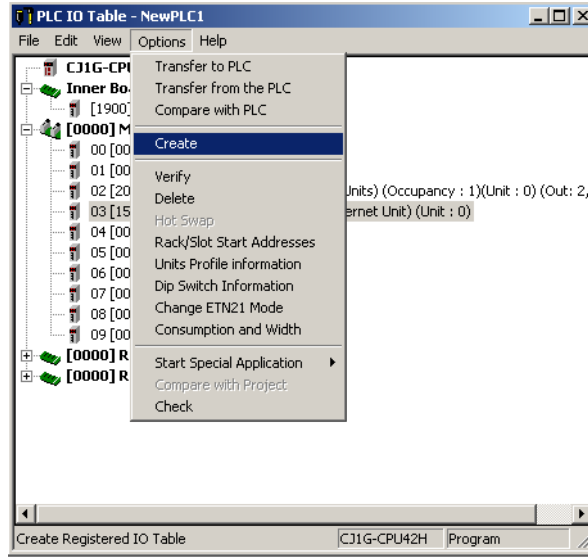 PLC IO Table - NewPLC1
File Edit View Options Help
CJ1G-CPU
Inner Bo
[1900]
[0000] M
00 [00
01 [00
02 [20
Jnits) (Occupancy : 1)(Unit : 0) (Out: 2,
03 [15
ernet Unit) (Unit : 0)
04 [00
05 [00
06 [00
07 [00
08 [00
09 [00
[0000] R
[0000] R
Transfer to PLC
Transfer from the PLC
Compare with PLC
Create
Verify
Delete
Hot Swap
Rack/Slot Start Addresses
Units Profile information
Dip Switch Information
Change ETN21 Mode
Consumption and Width
Start Special Application
Compare with Project
Check
Create Registered IO Table
CJ1G-CPU42H
Program